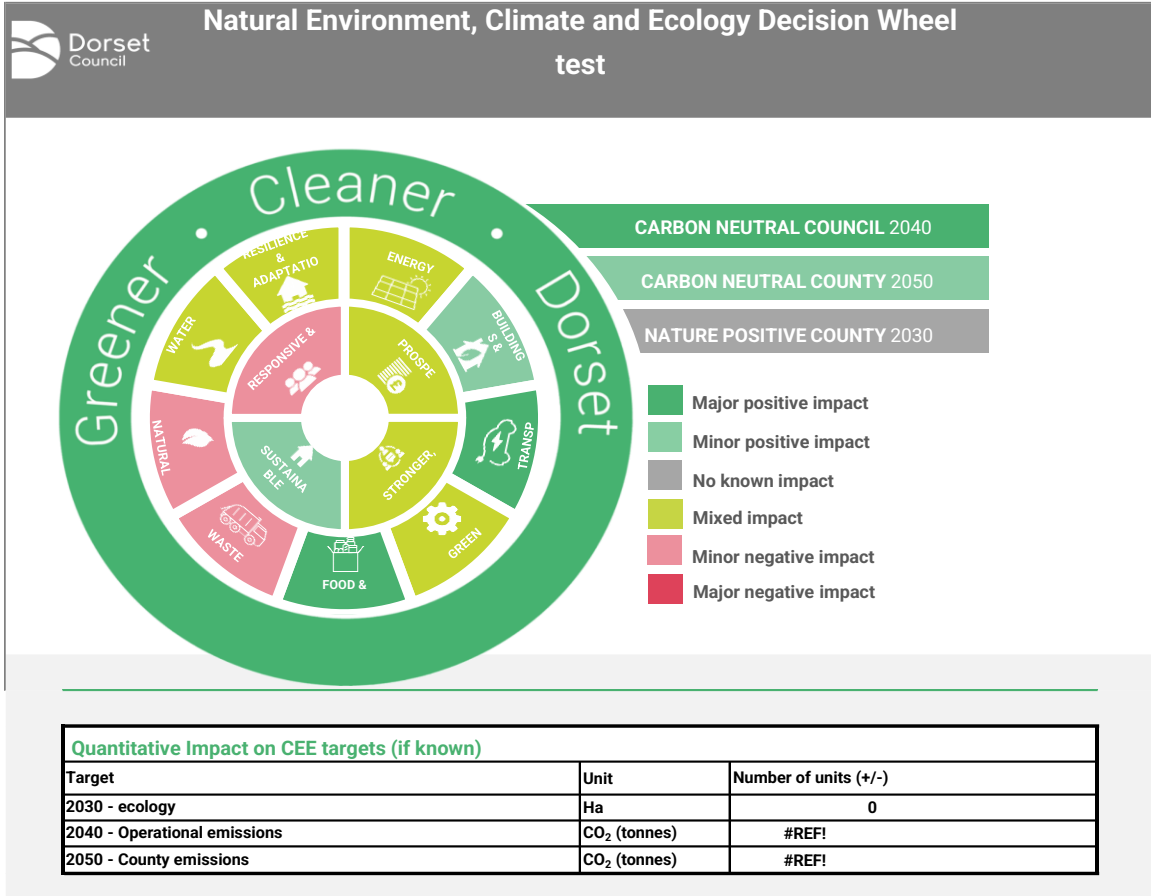 Natural Environment, Climate and Ecology Decision Wheel
test
Dorset
Council
Greener · Cleaner · Dorset
RESILIENCE
&
ADAPTATIO
ENERGY
BUILDING
S &
TRANSP
GREEN
FOOD &
WASTE
NATURAL
WATER
RESPONSIVE &
PROSPE
STRONGER,
SUSTAINA
BLE
CARBON NEUTRAL COUNCIL 2040
CARBON NEUTRAL COUNTY 2050
NATURE POSITIVE COUNTY 2030
Major positive impact
Minor positive impact
No known impact
Mixed impact
Minor negative impact
Major negative impact
Quantitative Impact on CEE targets (if known)
Target Unit Number of units (+/-)
2030 - ecology Ha 0
2040 - Operational emissions CO₂ (tonnes) #REF!
2050 - County emissions CO₂ (tonnes) #REF!